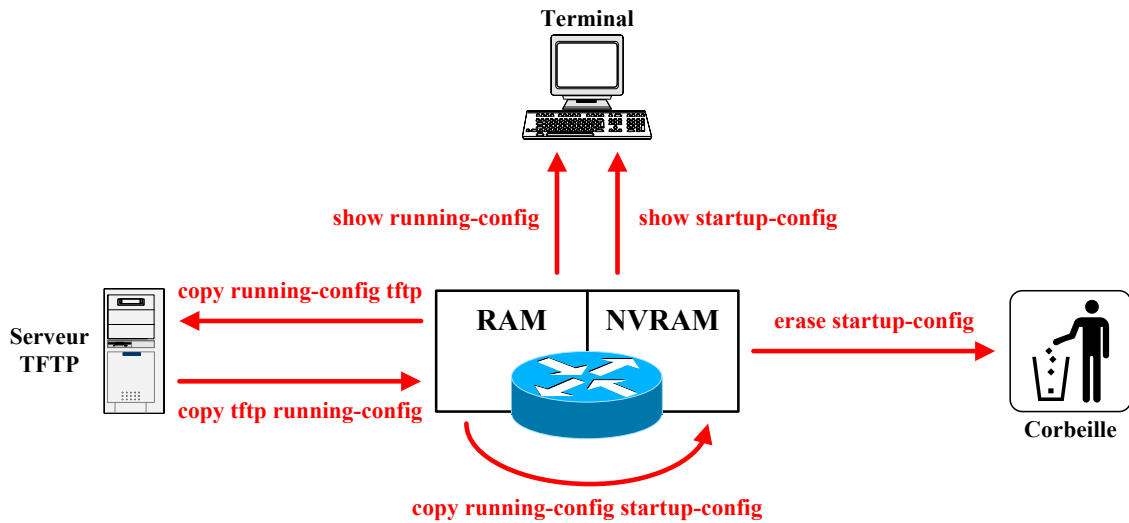 Terminal
show running-config
show startup-config
copy running-config tftp
RAM
NVRAM
erase startup-config
Serveur
TFTP
copy tftp running-config
Corbeille
copy running-config startup-config